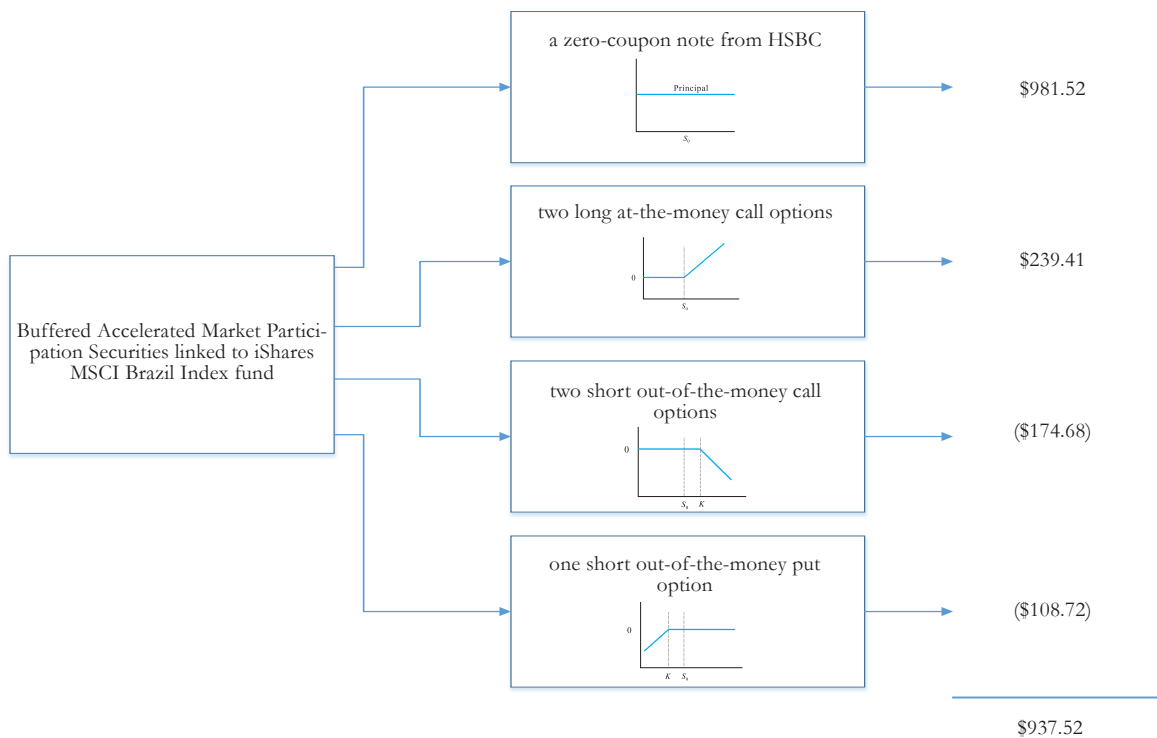 a zero-coupon note from HSBC
Principal
S₀
$981.52
two long at-the-money call options
0
S₀
$239.41
Buffered Accelerated Market Partici-
pation Securities linked to iShares
MSCI Brazil Index fund
two short out-of-the-money call
options
0
S₀ K
($174.68)
one short out-of-the-money put
option
0
K S₀
($108.72)
$937.52